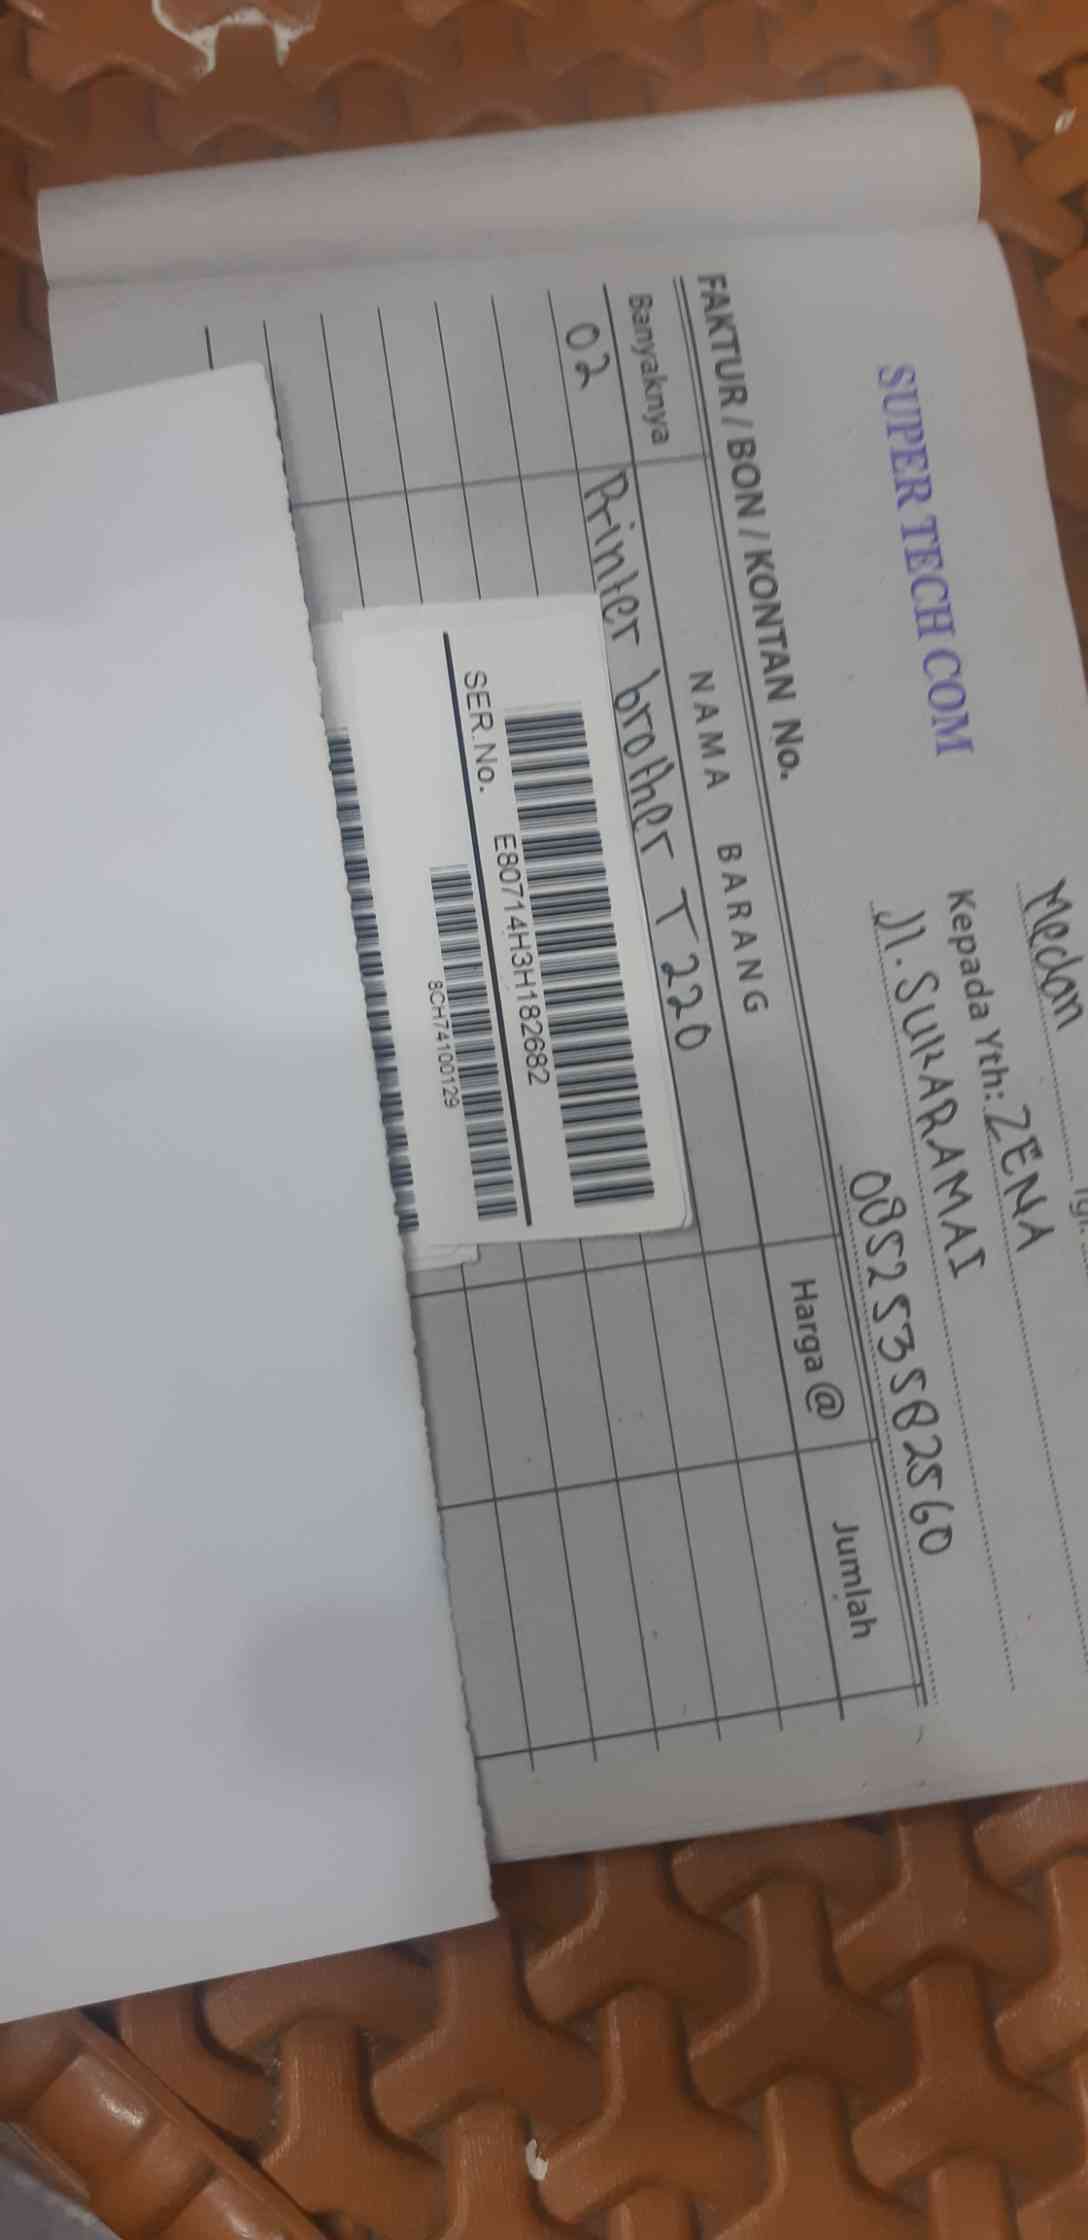 SUPER TECH COM
Medan
Kepada Yth: ZENA
Jl. SUKARAMAI
085253582560
FAKTUR / BON / KONTAN No.
Banyaknya NAMA BARANG Harga @ Jumlah
02 Printer brother T 220
SER.No. E80714H3H182682
8CH74100129